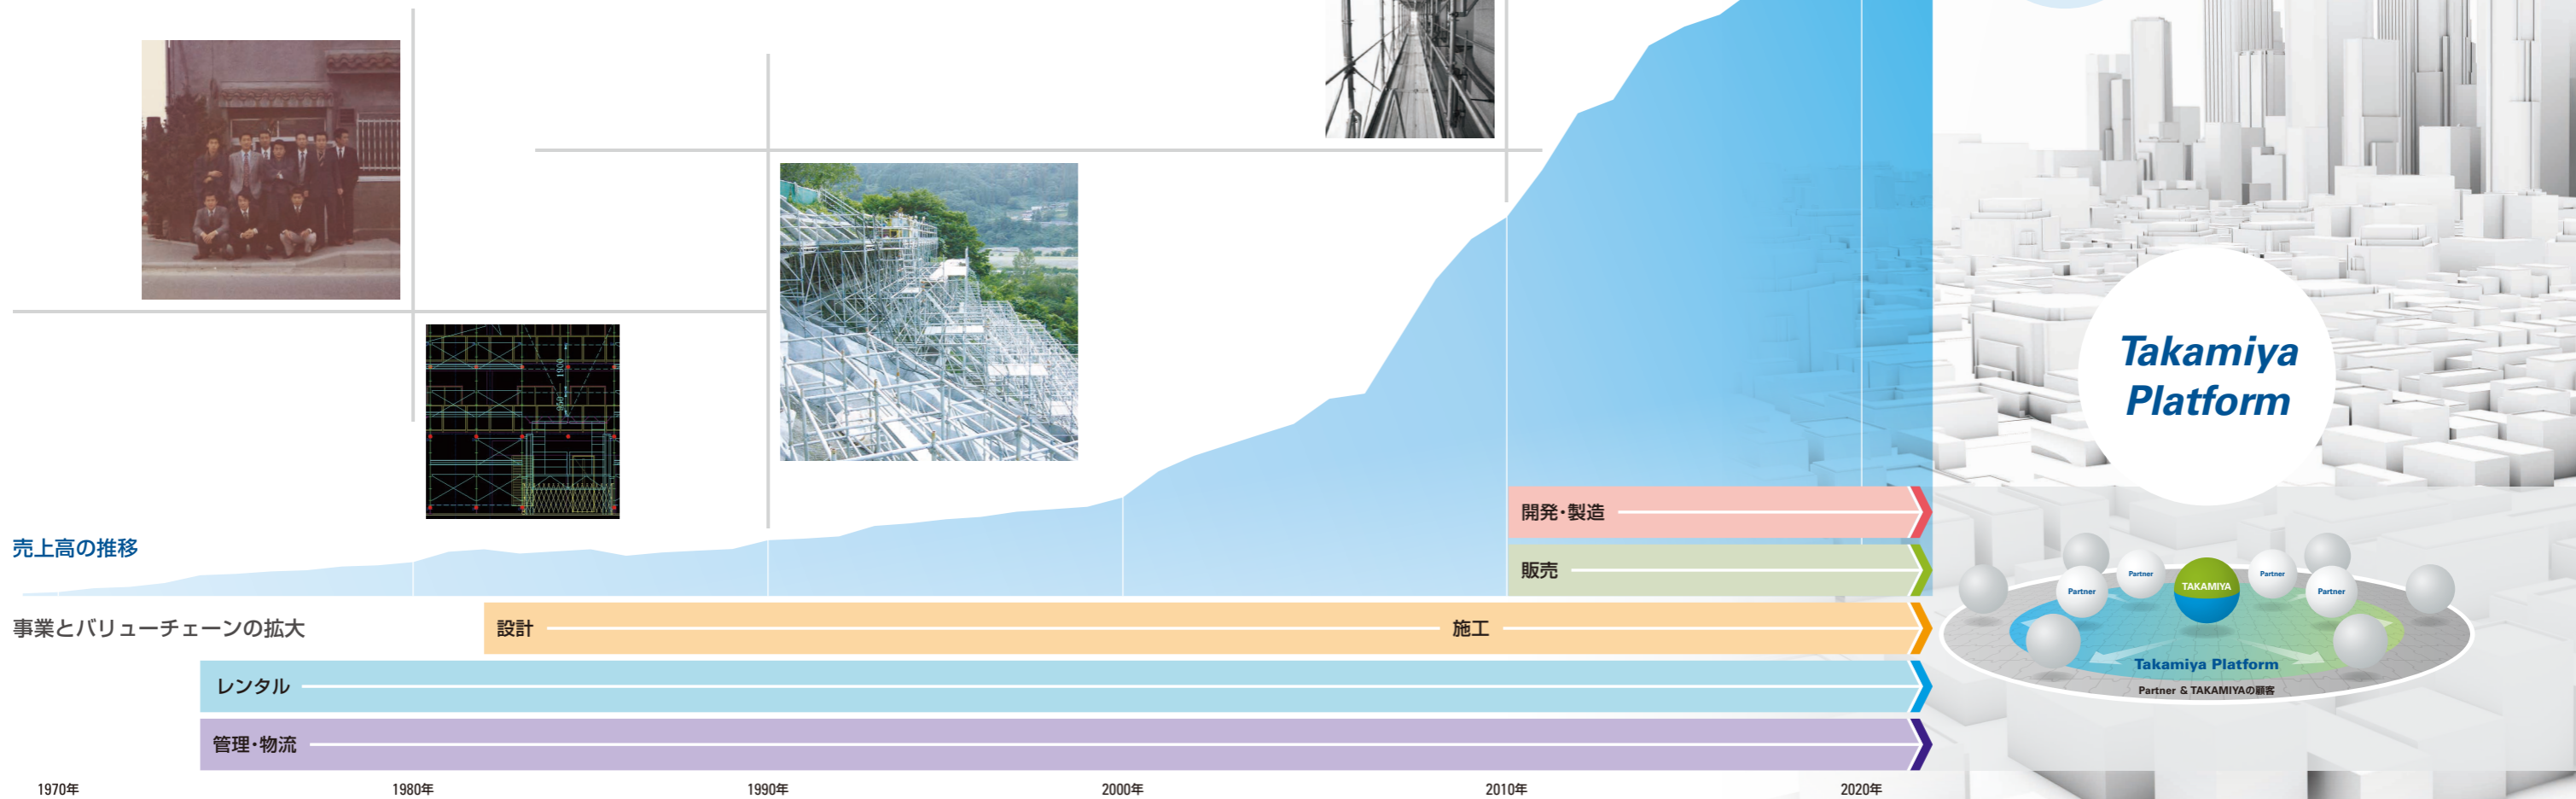 1900
950
Takamiya
Platform
売上高の推移
開発・製造
販売
事業とバリューチェーンの拡大
設計
施工
レンタル
管理・物流
Partner
Partner
TAKAMIYA
Partner
Partner
Takamiya Platform
Partner & TAKAMIYAの顧客
1970年
1980年
1990年
2000年
2010年
2020年